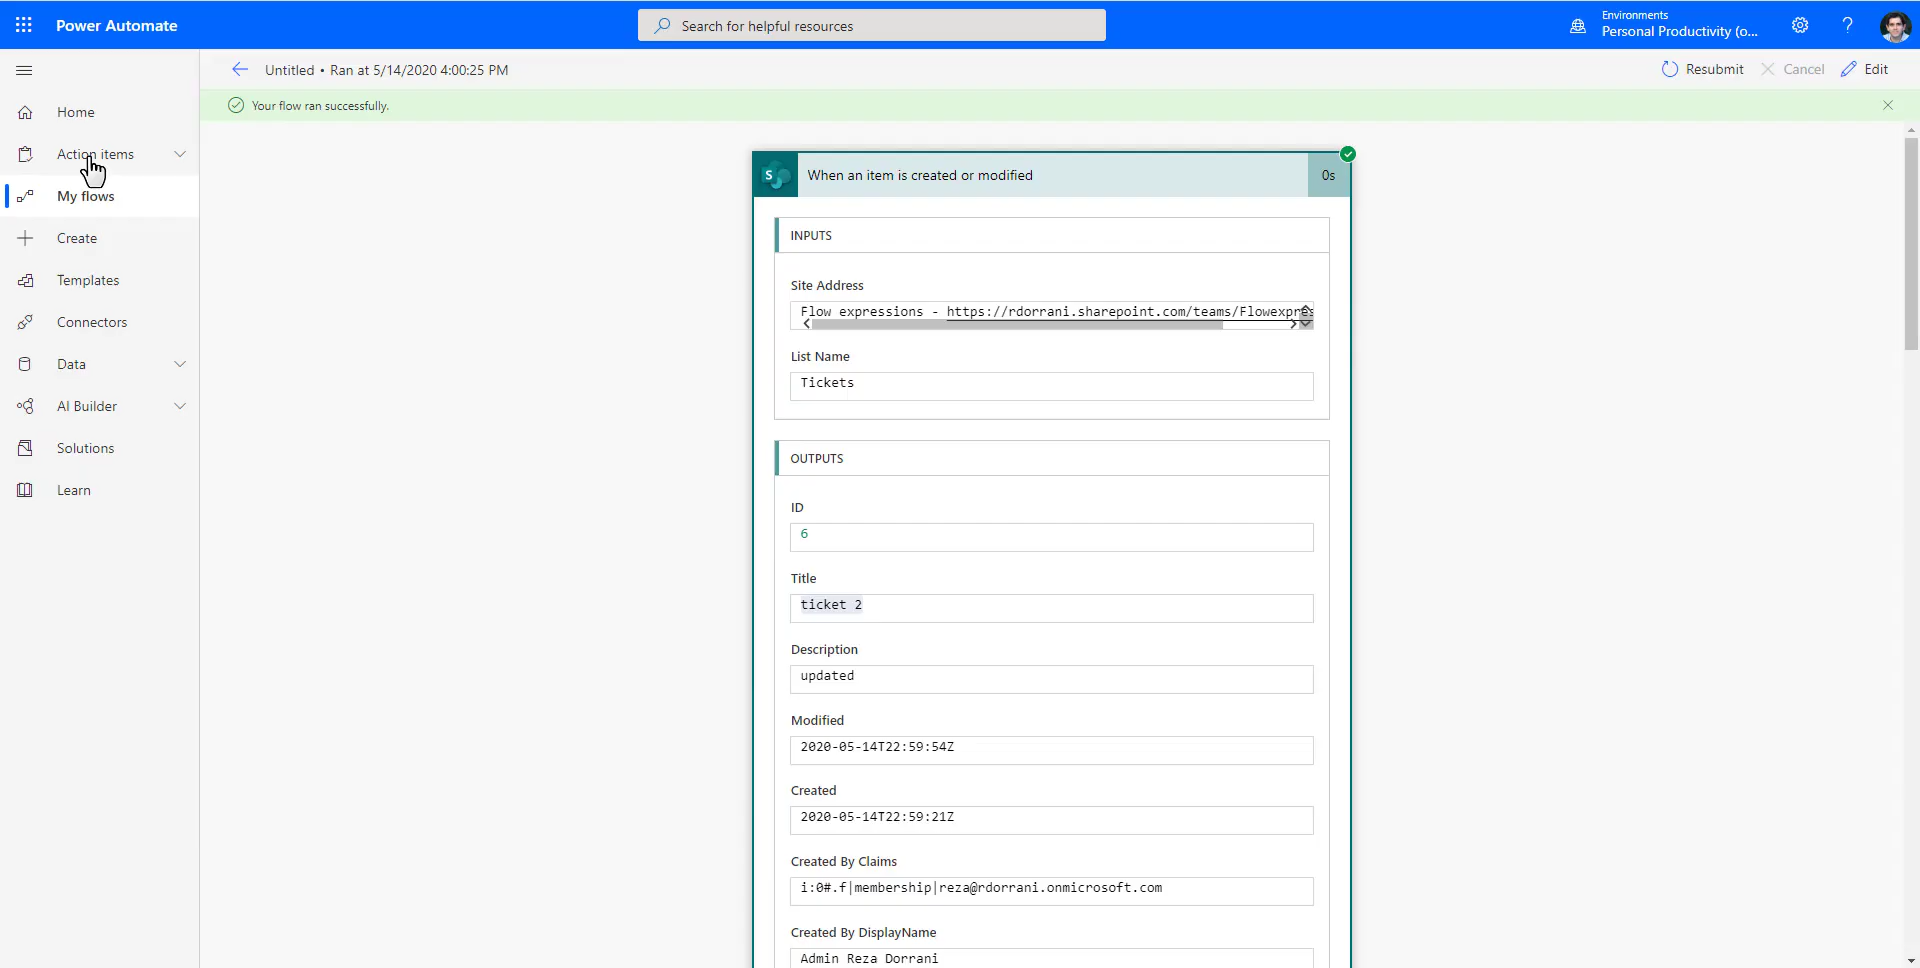 Power Automate
Search for helpful resources
Environments
Personal Productivity (o...
Untitled • Ran at 5/14/2020 4:00:25 PM
Resubmit
Cancel
Edit
Your flow ran successfully.
Home
Action items
My flows
Create
Templates
Connectors
Data
AI Builder
Solutions
Learn
S
When an item is created or modified
0s
INPUTS
Site Address
Flow expressions - https://rdorrani.sharepoint.com/teams/Flowexpres
List Name
Tickets
OUTPUTS
ID
6
Title
ticket 2
Description
updated
Modified
2020-05-14T22:59:54Z
Created
2020-05-14T22:59:21Z
Created By Claims
i:0#.f|membership|reza@rdorrani.onmicrosoft.com
Created By DisplayName
Admin Reza Dorrani